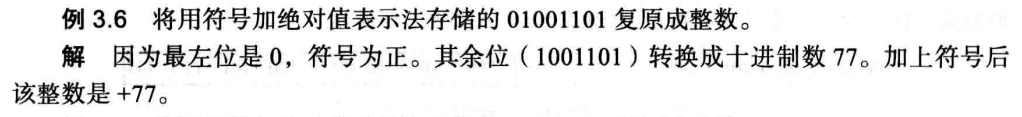 例 3.6 将用符号加绝对值表示法存储的 01001101 复原成整数。
解 因为最左位是 0，符号为正。其余位（1001101）转换成十进制数 77。加上符号后
该整数是 +77。